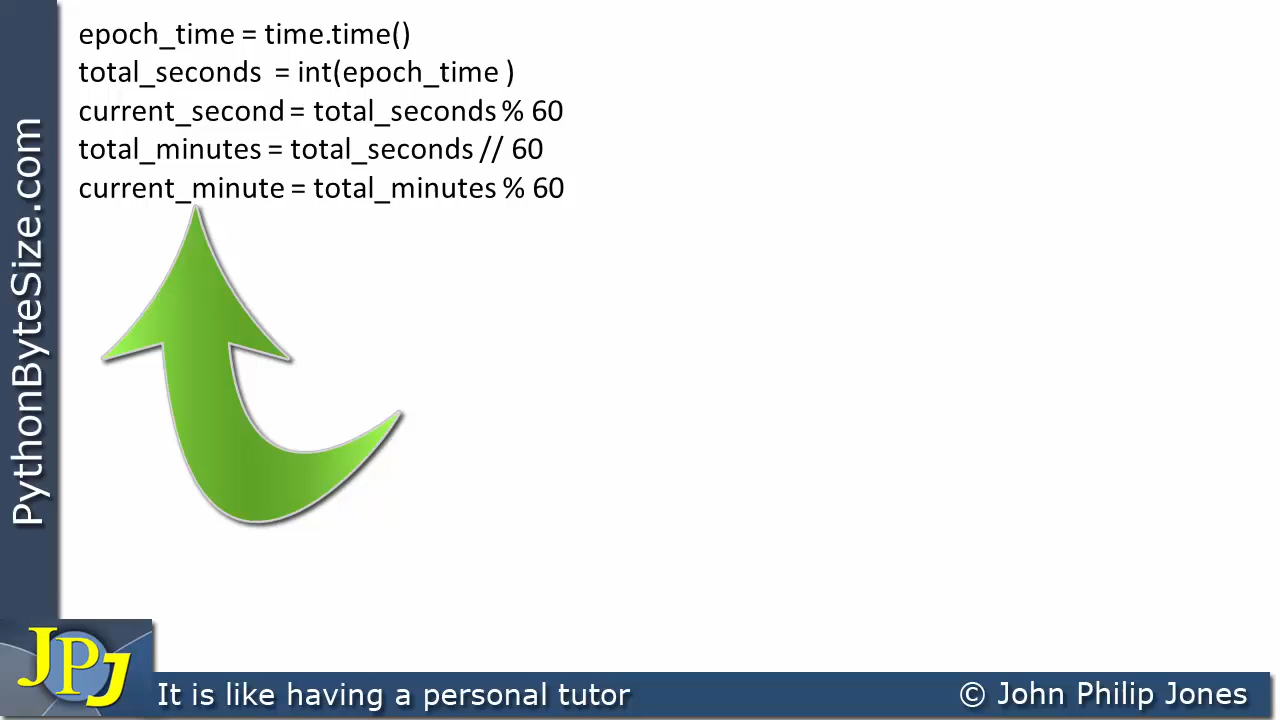 epoch_time = time.time()
total_seconds  = int(epoch_time )
current_second = total_seconds % 60
total_minutes = total_seconds // 60
current_minute = total_minutes % 60
PythonByteSize.com
JPJ
It is like having a personal tutor
© John Philip Jones